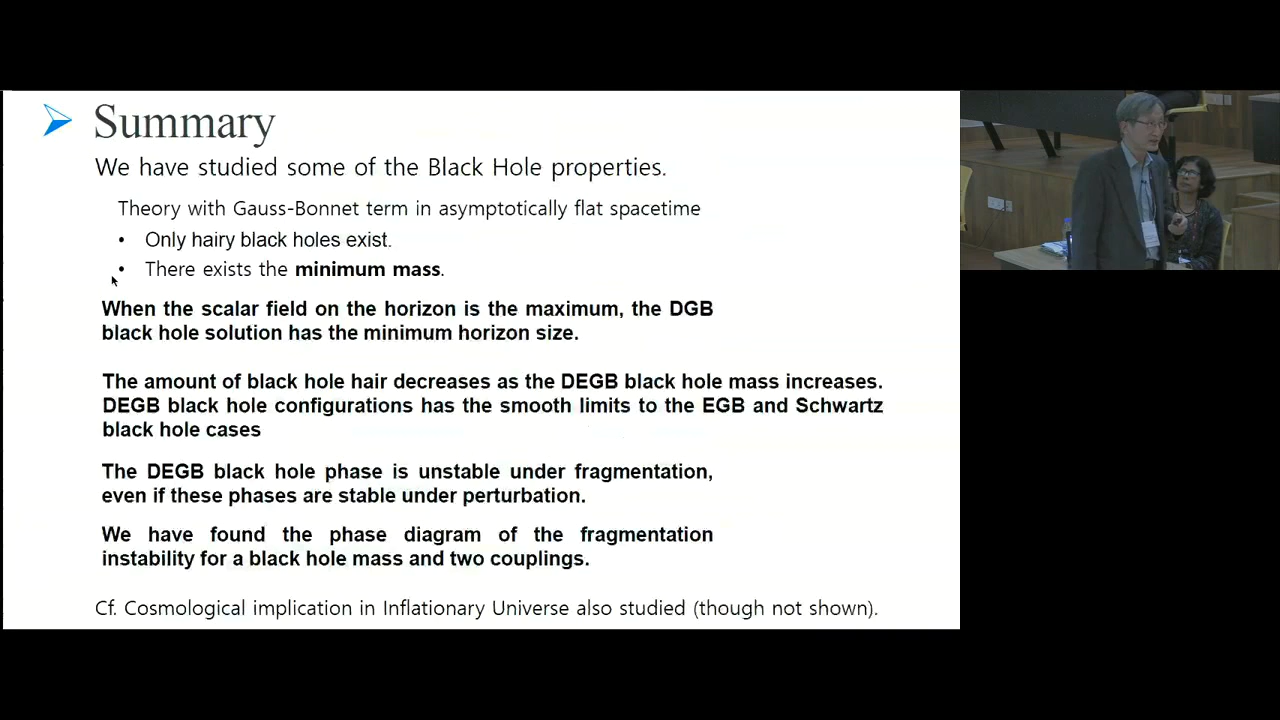 Summary
We have studied some of the Black Hole properties.
Theory with Gauss-Bonnet term in asymptotically flat spacetime
• Only hairy black holes exist.
• There exists the minimum mass.
When the scalar field on the horizon is the maximum, the DGB
black hole solution has the minimum horizon size.
The amount of black hole hair decreases as the DEGB black hole mass increases.
DEGB black hole configurations has the smooth limits to the EGB and Schwartz
black hole cases
The DEGB black hole phase is unstable under fragmentation,
even if these phases are stable under perturbation.
We have found the phase diagram of the fragmentation
instability for a black hole mass and two couplings.
Cf. Cosmological implication in Inflationary Universe also studied (though not shown).